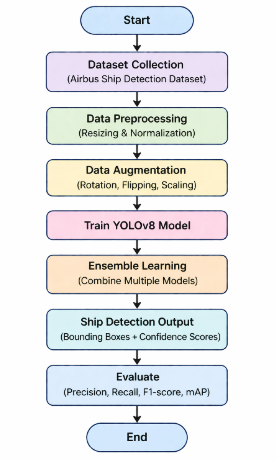 Start
Dataset Collection
(Airbus Ship Detection Dataset)
Data Preprocessing
(Resizing & Normalization)
Data Augmentation
(Rotation, Flipping, Scaling)
Train YOLOv8 Model
Ensemble Learning
(Combine Multiple Models)
Ship Detection Output
(Bounding Boxes + Confidence Scores)
Evaluate
(Precision, Recall, F1-score, mAP)
End